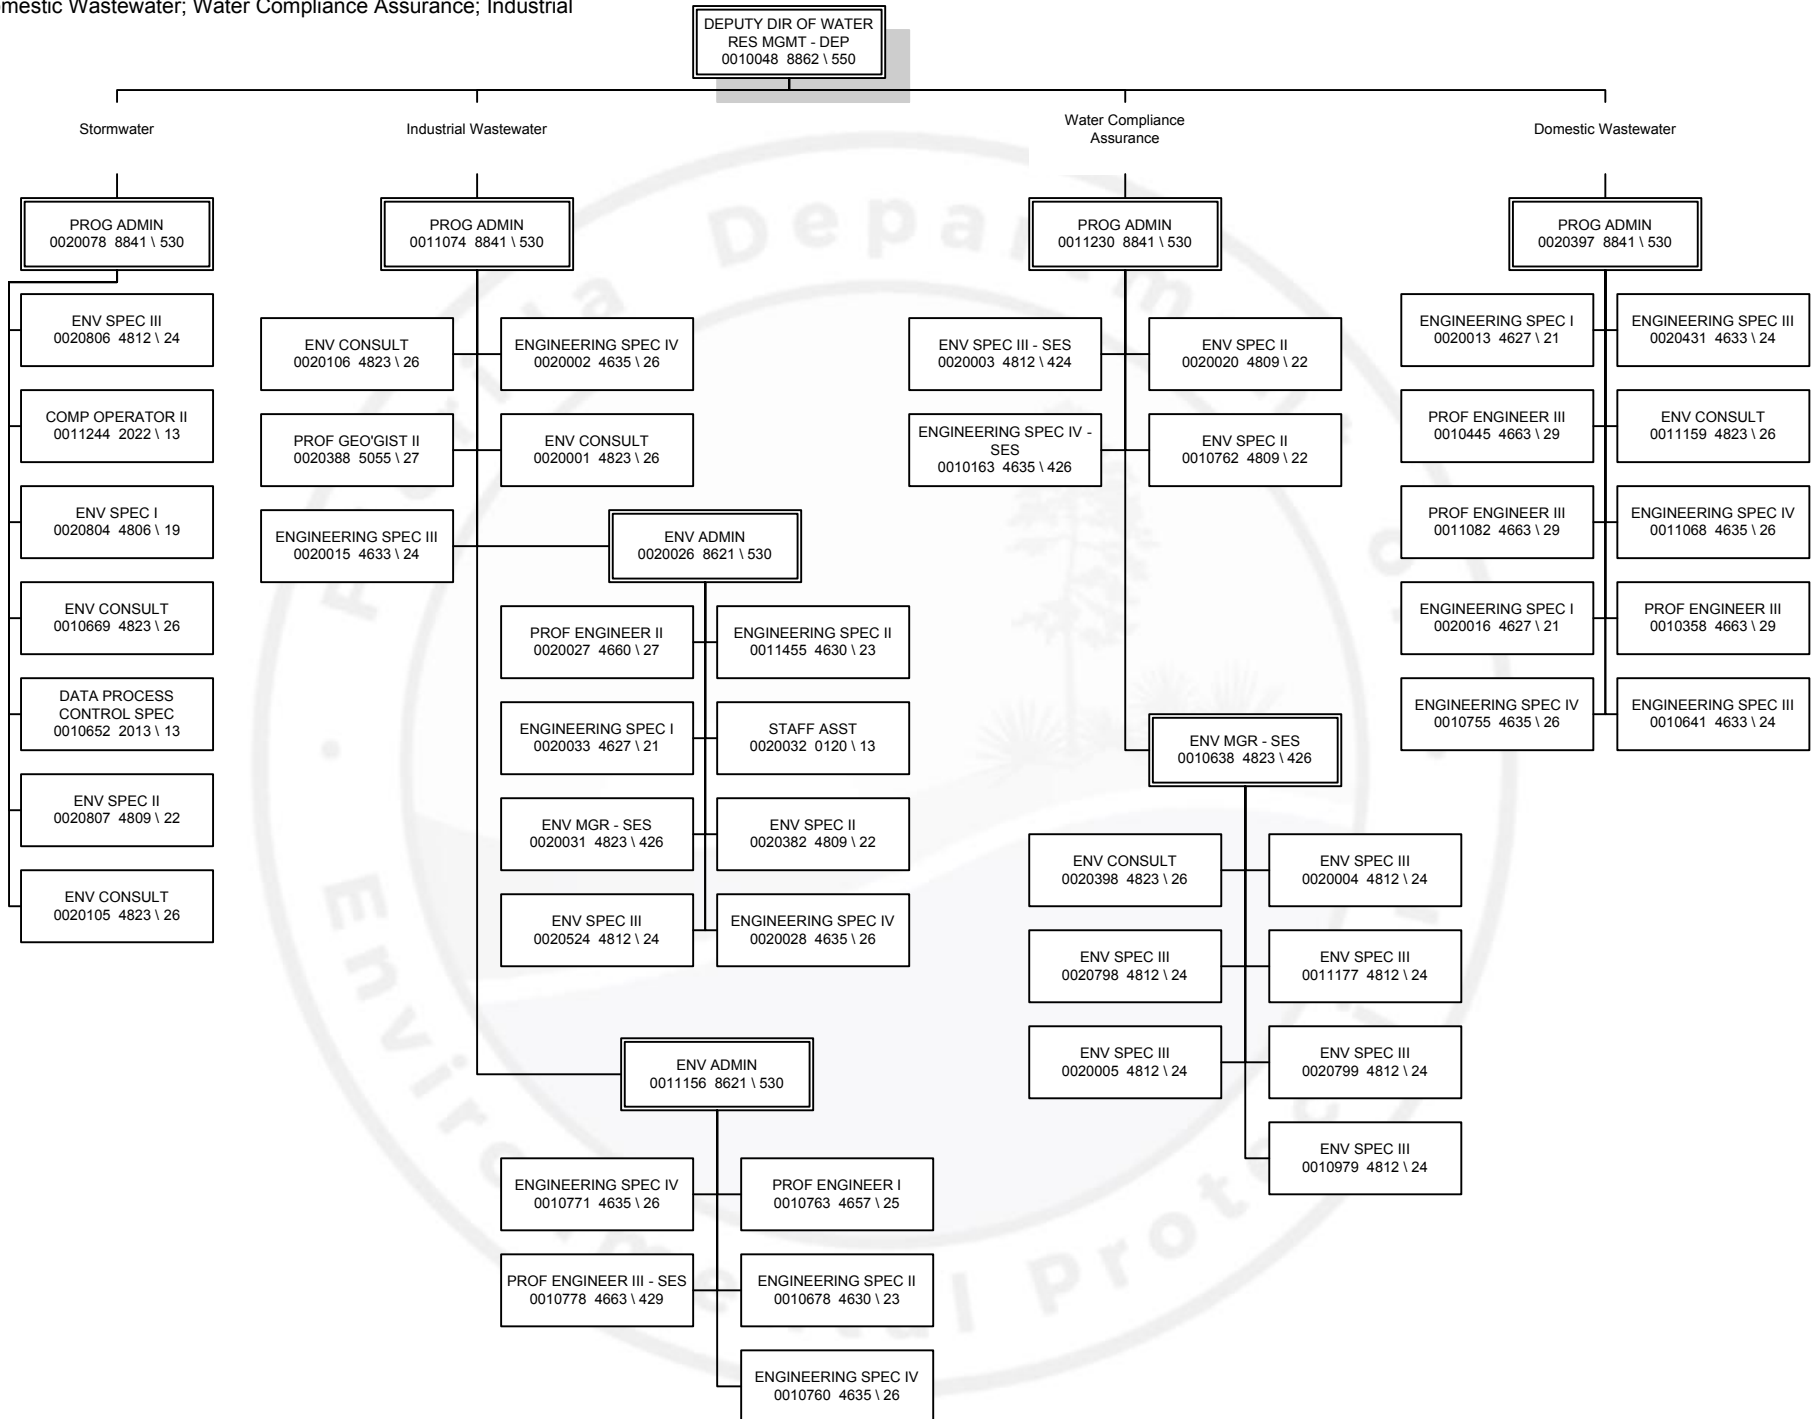 omestic Wastewater; Water Compliance Assurance; Industrial
DEPUTY DIR OF WATER
RES MGMT - DEP
0010048 8862 \ 550
Stormwater
Industrial Wastewater
Water Compliance
Assurance
Domestic Wastewater
PROG ADMIN
0020078 8841 \ 530
ENV SPEC III
0020806 4812 \ 24
COMP OPERATOR II
0011244 2022 \ 13
ENV SPEC I
0020804 4806 \ 19
ENV CONSULT
0010669 4823 \ 26
DATA PROCESS
CONTROL SPEC
0010652 2013 \ 13
ENV SPEC II
0020807 4809 \ 22
ENV CONSULT
0020105 4823 \ 26
PROG ADMIN
0011074 8841 \ 530
ENV CONSULT
0020106 4823 \ 26
ENGINEERING SPEC IV
0020002 4635 \ 26
PROF GEO'GIST II
0020388 5055 \ 27
ENV CONSULT
0020001 4823 \ 26
ENGINEERING SPEC III
0020015 4633 \ 24
ENV ADMIN
0020026 8621 \ 530
PROF ENGINEER II
0020027 4660 \ 27
ENGINEERING SPEC II
0011455 4630 \ 23
ENGINEERING SPEC I
0020033 4627 \ 21
STAFF ASST
0020032 0120 \ 13
ENV MGR - SES
0020031 4823 \ 426
ENV SPEC II
0020382 4809 \ 22
ENV SPEC III
0020524 4812 \ 24
ENGINEERING SPEC IV
0020028 4635 \ 26
ENV ADMIN
0011156 8621 \ 530
ENGINEERING SPEC IV
0010771 4635 \ 26
PROF ENGINEER I
0010763 4657 \ 25
PROF ENGINEER III - SES
0010778 4663 \ 429
ENGINEERING SPEC II
0010678 4630 \ 23
ENGINEERING SPEC IV
0010760 4635 \ 26
PROG ADMIN
0011230 8841 \ 530
ENV SPEC III - SES
0020003 4812 \ 424
ENV SPEC II
0020020 4809 \ 22
ENGINEERING SPEC IV -
SES
0010163 4635 \ 426
ENV SPEC II
0010762 4809 \ 22
ENV MGR - SES
0010638 4823 \ 426
ENV CONSULT
0020398 4823 \ 26
ENV SPEC III
0020004 4812 \ 24
ENV SPEC III
0020798 4812 \ 24
ENV SPEC III
0011177 4812 \ 24
ENV SPEC III
0020005 4812 \ 24
ENV SPEC III
0020799 4812 \ 24
ENV SPEC III
0010979 4812 \ 24
PROG ADMIN
0020397 8841 \ 530
ENGINEERING SPEC I
0020013 4627 \ 21
ENGINEERING SPEC III
0020431 4633 \ 24
PROF ENGINEER III
0010445 4663 \ 29
ENV CONSULT
0011159 4823 \ 26
PROF ENGINEER III
0011082 4663 \ 29
ENGINEERING SPEC IV
0011068 4635 \ 26
ENGINEERING SPEC I
0020016 4627 \ 21
PROF ENGINEER III
0010358 4663 \ 29
ENGINEERING SPEC IV
0010755 4635 \ 26
ENGINEERING SPEC III
0010641 4633 \ 24